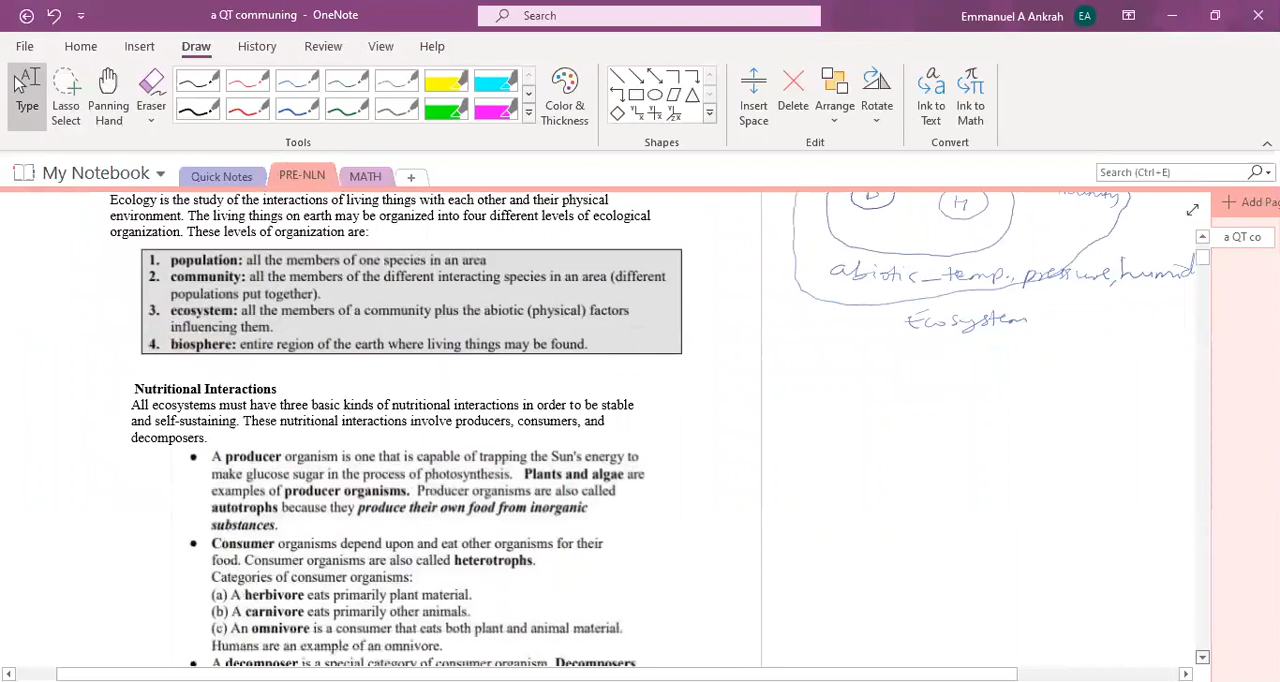 a QT communing - OneNote
Search
Emmanuel A Ankrah
EA
File Home Insert Draw History Review View Help
Type
Lasso Select
Panning Hand
Eraser
Color & Thickness
Insert Space
Delete
Arrange
Rotate
Ink to Text
Ink to Math
Tools
Shapes
Edit
Convert
My Notebook
Quick Notes
PRE-NLN
MATH
Search (Ctrl+E)
Add Pag
a QT co
Ecology is the study of the interactions of living things with each other and their physical
environment. The living things on earth may be organized into four different levels of ecological
organization. These levels of organization are:
1. population: all the members of one species in an area
2. community: all the members of the different interacting species in an area (different
populations put together).
3. ecosystem: all the members of a community plus the abiotic (physical) factors
influencing them.
4. biosphere: entire region of the earth where living things may be found.
Nutritional Interactions
All ecosystems must have three basic kinds of nutritional interactions in order to be stable
and self-sustaining. These nutritional interactions involve producers, consumers, and
decomposers.
• A producer organism is one that is capable of trapping the Sun's energy to
make glucose sugar in the process of photosynthesis. Plants and algae are
examples of producer organisms. Producer organisms are also called
autotrophs because they produce their own food from inorganic
substances.
• Consumer organisms depend upon and eat other organisms for their
food. Consumer organisms are also called heterotrophs.
Categories of consumer organisms:
(a) A herbivore eats primarily plant material.
(b) A carnivore eats primarily other animals.
(c) An omnivore is a consumer that eats both plant and animal material.
Humans are an example of an omnivore.
• A decomposer is a special category of consumer organism. Decomposers
B
H
abiotic_temp., pressure, humid
Ecosystem